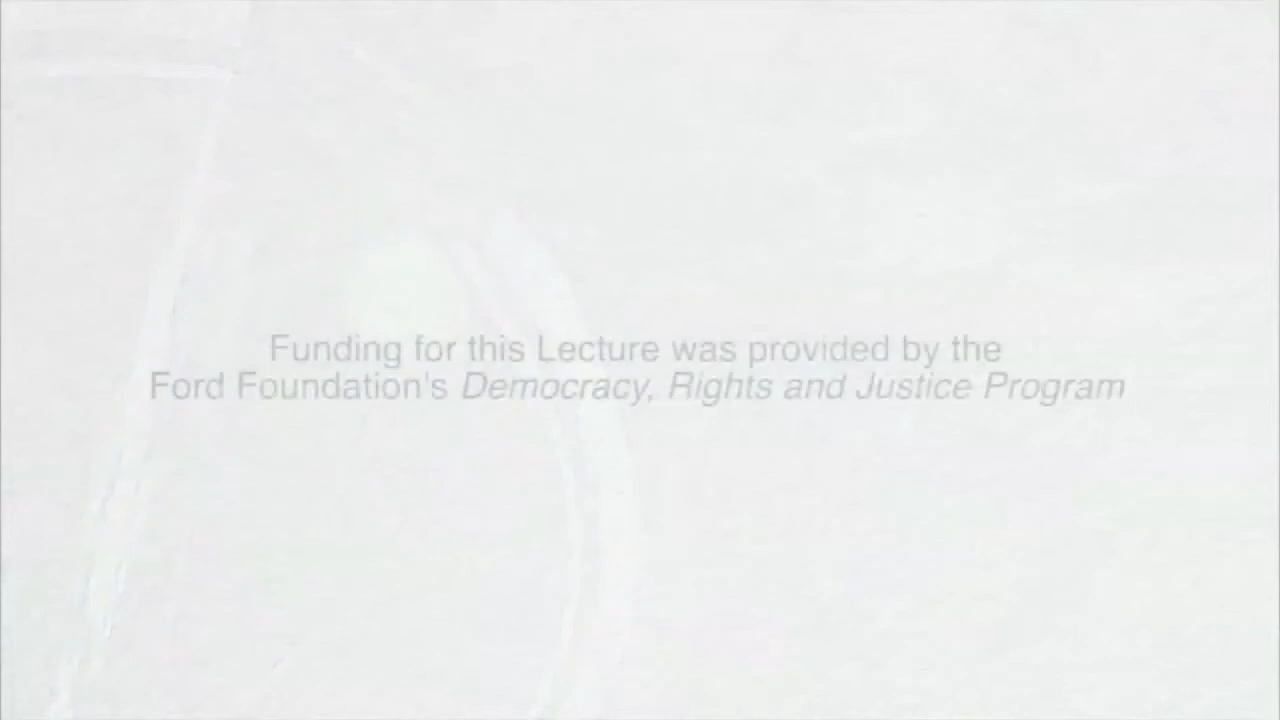 Funding for this Lecture was provided by the
Ford Foundation's Democracy, Rights and Justice Program